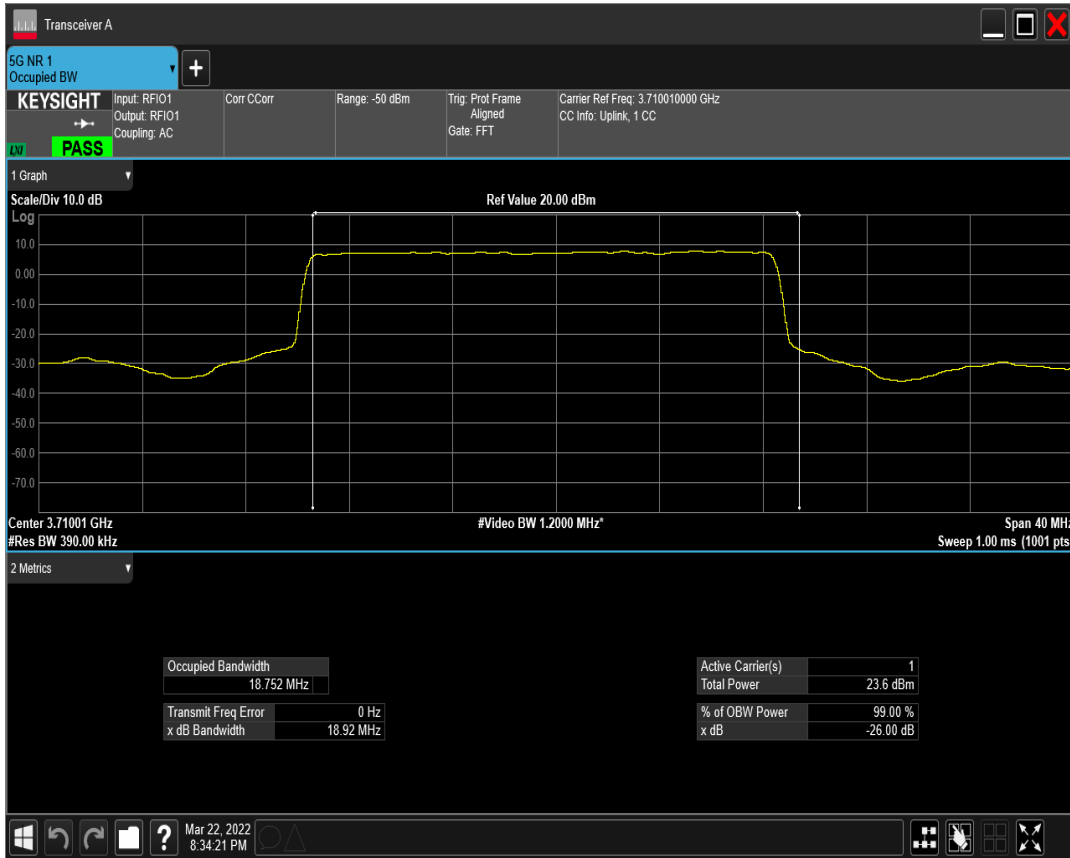 Transceiver A
5G NR 1
Occupied BW
KEYSIGHT
Input: RFIO1
Output: RFIO1
Coupling: AC
Corr CCorr
Range: -50 dBm
Trig: Prot Frame
Aligned
Gate: FFT
Carrier Ref Freq: 3.710010000 GHz
CC Info: Uplink, 1 CC
LXI
PASS
1 Graph
Scale/Div 10.0 dB
Ref Value 20.00 dBm
Log
10.0
0.00
-10.0
-20.0
-30.0
-40.0
-50.0
-60.0
-70.0
Center 3.71001 GHz
#Video BW 1.2000 MHz*
Span 40 MHz
#Res BW 390.00 kHz
Sweep 1.00 ms (1001 pts
2 Metrics
Occupied Bandwidth
18.752 MHz
Transmit Freq Error 0 Hz
x dB Bandwidth 18.92 MHz
Active Carrier(s) 1
Total Power 23.6 dBm
% of OBW Power 99.00 %
x dB -26.00 dB
?
Mar 22, 2022
8:34:21 PM